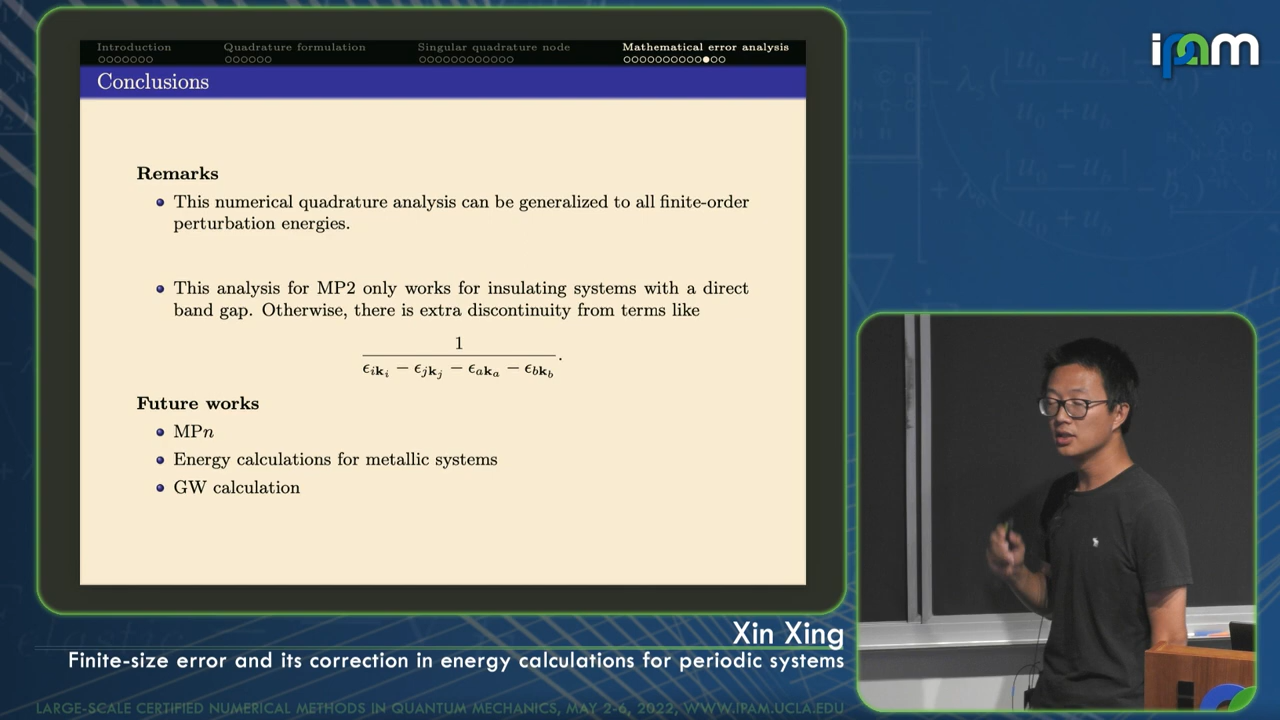 Introduction Quadrature formulation Singular quadrature node Mathematical error analysis
Conclusions
Remarks
This numerical quadrature analysis can be generalized to all finite-order
perturbation energies.
This analysis for MP2 only works for insulating systems with a direct
band gap. Otherwise, there is extra discontinuity from terms like
1
ϵ_{ik_i} − ϵ_{jk_j} − ϵ_{ak_a} − ϵ_{bk_b}.
Future works
MPn
Energy calculations for metallic systems
GW calculation
ipam
Xin Xing
Finite-size error and its correction in energy calculations for periodic systems
LARGE-SCALE CERTIFIED NUMERICAL METHODS IN QUANTUM MECHANICS, MAY 2-6, 2022, WWW.IPAM.UCLA.EDU